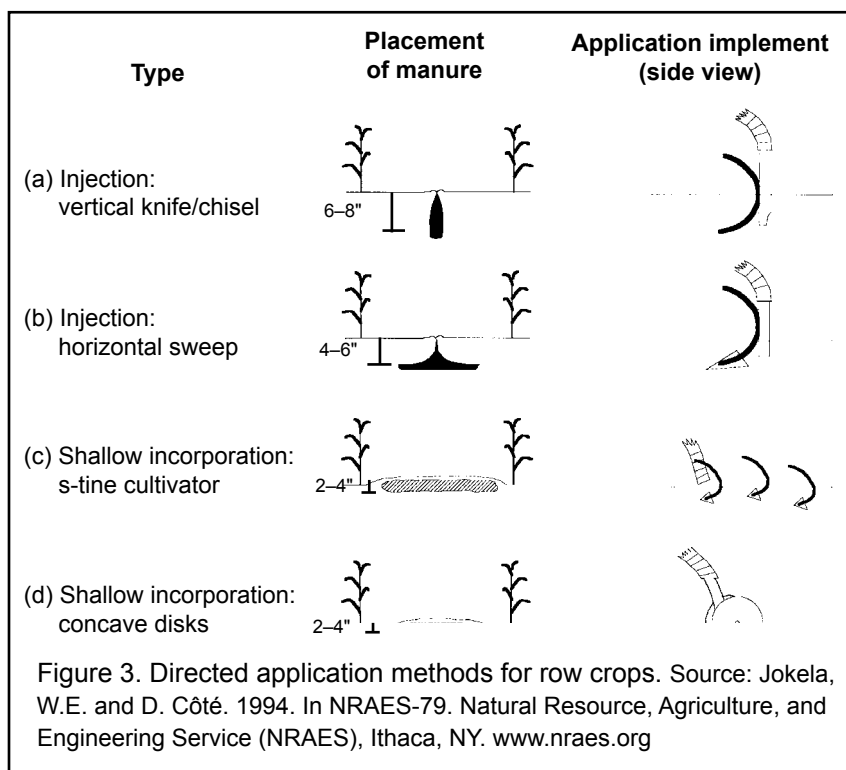 Type
Placement
of manure
Application implement
(side view)
(a) Injection:
vertical knife/chisel
6–8"
(b) Injection:
horizontal sweep
4–6"
(c) Shallow incorporation:
s-tine cultivator
2–4"
(d) Shallow incorporation:
concave disks
2–4"
Figure 3. Directed application methods for row crops. Source: Jokela,
W.E. and D. Côté. 1994. In NRAES-79. Natural Resource, Agriculture, and
Engineering Service (NRAES), Ithaca, NY. www.nraes.org